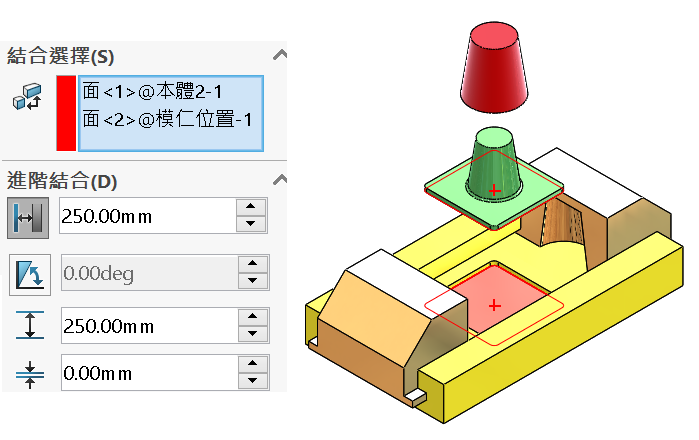 結合選擇(S)
面<1>@本體2-1
面<2>@模仁位置-1
進階結合(D)
250.00mm
0.00deg
250.00mm
0.00mm